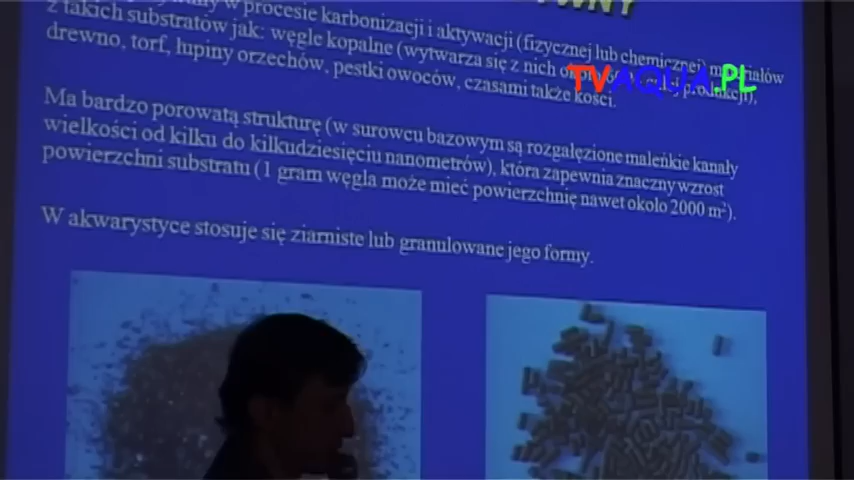 WNY
w procesie karbonizacji i aktywacji (fizycznej lub chemicznej) materiałów
z takich substratów jak: węgle kopalne (wytwarza się z nich produkcji),
drewno, torf, łupiny orzechów, pestki owoców, czasami także kości.
TVAQUA.PL
Ma bardzo porowatą strukturę (w surowcu bazowym są rozgałęzione maleńkie kanały
wielkości od kilku do kilkudziesięciu nanometrów), która zapewnia znaczny wzrost
powierzchni substratu (1 gram węgla może mieć powierzchnię nawet około 2000 m²).
W akwarystyce stosuje się ziarniste lub granulowane jego formy.